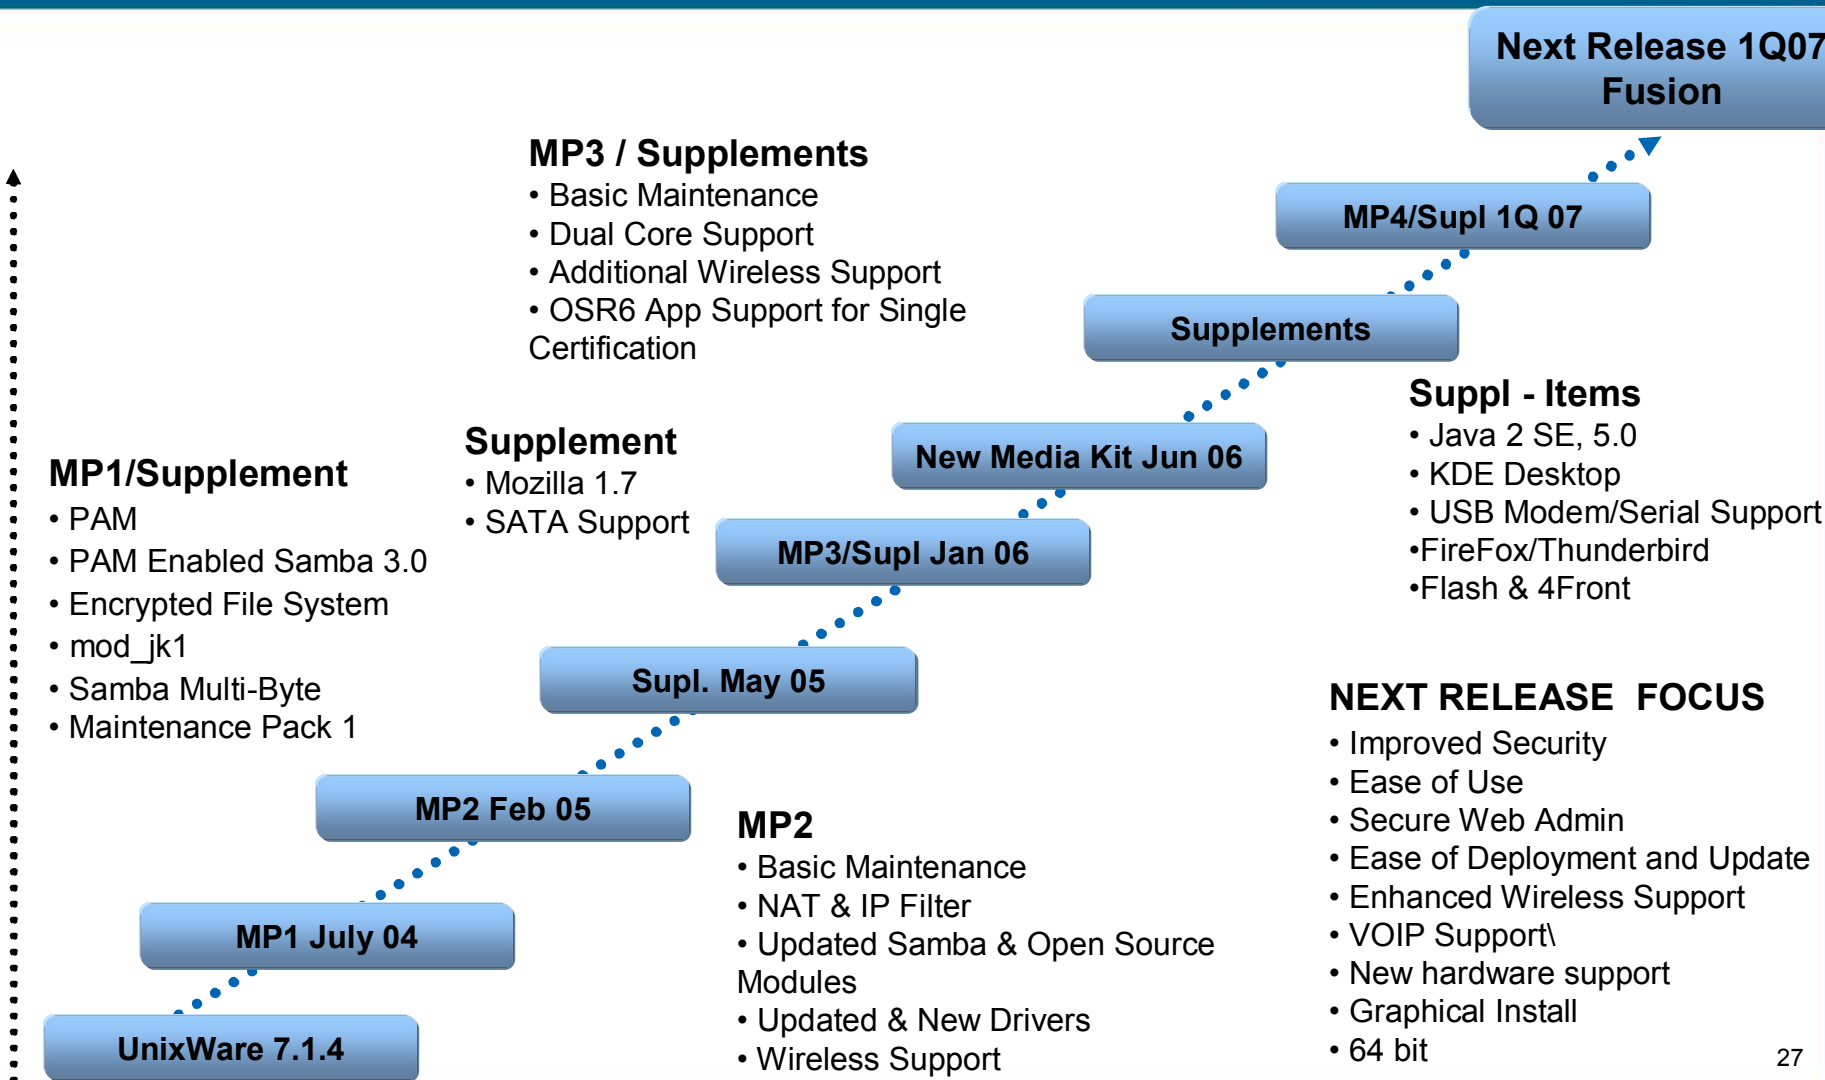 Next Release 1Q07
Fusion
MP3 / Supplements
• Basic Maintenance
• Dual Core Support
• Additional Wireless Support
• OSR6 App Support for Single
Certification
MP4/Supl 1Q 07
Supplements
Suppl - Items
• Java 2 SE, 5.0
• KDE Desktop
• USB Modem/Serial Support
•FireFox/Thunderbird
•Flash & 4Front
Supplement
• Mozilla 1.7
• SATA Support
New Media Kit Jun 06
MP1/Supplement
• PAM
• PAM Enabled Samba 3.0
• Encrypted File System
• mod_jk1
• Samba Multi-Byte
• Maintenance Pack 1
MP3/Supl Jan 06
Supl. May 05
NEXT RELEASE  FOCUS
• Improved Security
• Ease of Use
• Secure Web Admin
• Ease of Deployment and Update
• Enhanced Wireless Support
• VOIP Support\
• New hardware support
• Graphical Install
• 64 bit
MP2 Feb 05
MP2
• Basic Maintenance
• NAT & IP Filter
• Updated Samba & Open Source
Modules
• Updated & New Drivers
• Wireless Support
MP1 July 04
UnixWare 7.1.4
27